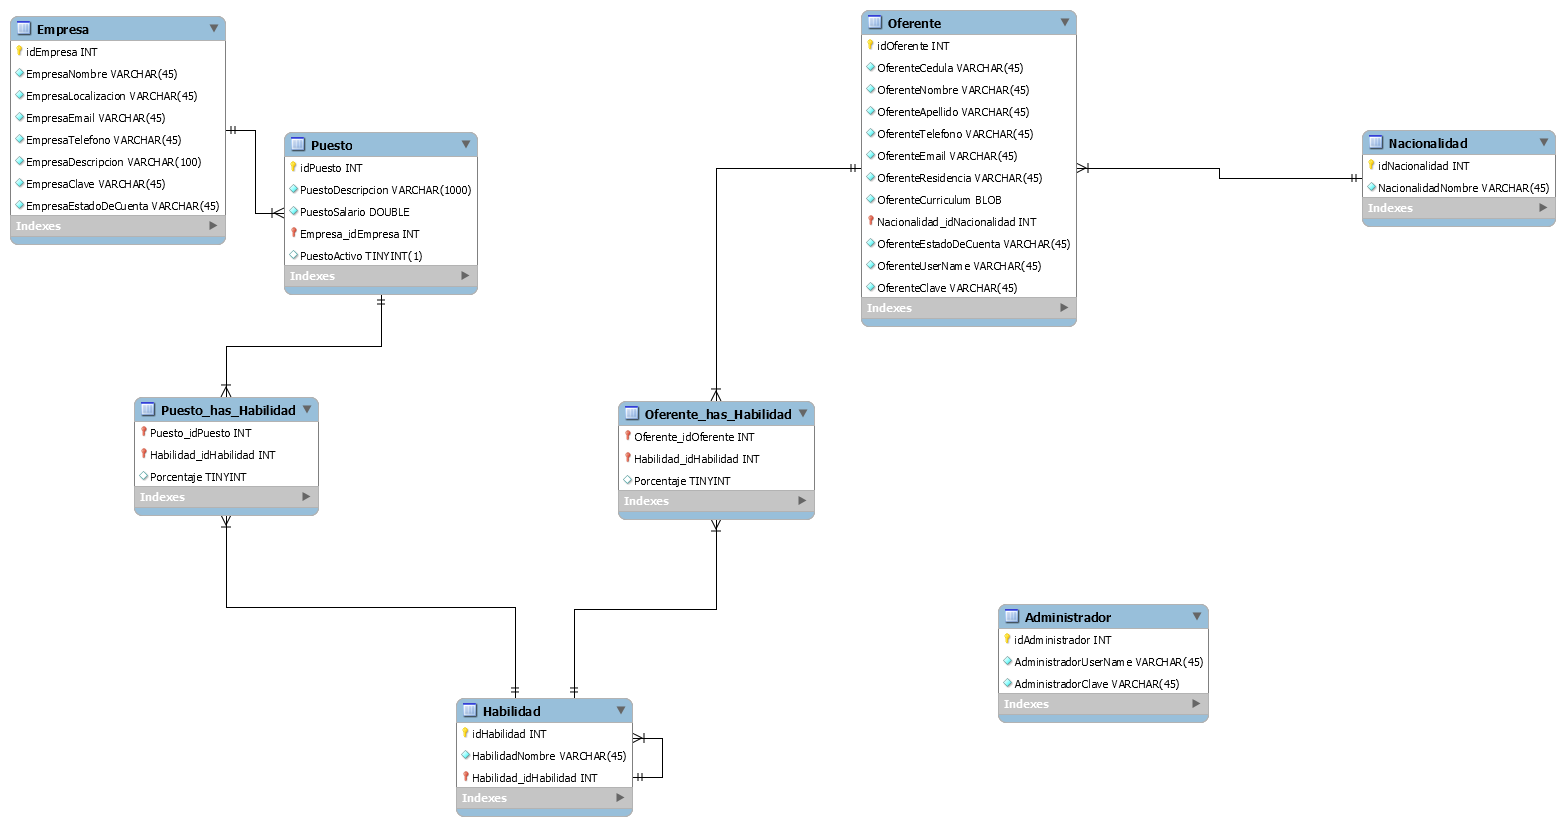 Empresa
idEmpresa INT
EmpresaNombre VARCHAR(45)
EmpresaLocalizacion VARCHAR(45)
EmpresaEmail VARCHAR(45)
EmpresaTelefono VARCHAR(45)
EmpresaDescripcion VARCHAR(100)
EmpresaClave VARCHAR(45)
EmpresaEstadoDeCuenta VARCHAR(45)
Indexes
Puesto
idPuesto INT
PuestoDescripcion VARCHAR(1000)
PuestoSalario DOUBLE
Empresa_idEmpresa INT
PuestoActivo TINYINT(1)
Indexes
Oferente
idOferente INT
OferenteCedula VARCHAR(45)
OferenteNombre VARCHAR(45)
OferenteApellido VARCHAR(45)
OferenteTelefono VARCHAR(45)
OferenteEmail VARCHAR(45)
OferenteResidencia VARCHAR(45)
OferenteCurriculum BLOB
Nacionalidad_idNacionalidad INT
OferenteEstadoDeCuenta VARCHAR(45)
OferenteUserName VARCHAR(45)
OferenteClave VARCHAR(45)
Indexes
Nacionalidad
idNacionalidad INT
NacionalidadNombre VARCHAR(45)
Indexes
Puesto_has_Habilidad
Puesto_idPuesto INT
Habilidad_idHabilidad INT
Porcentaje TINYINT
Indexes
Oferente_has_Habilidad
Oferente_idOferente INT
Habilidad_idHabilidad INT
Porcentaje TINYINT
Indexes
Administrador
idAdministrador INT
AdministradorUserName VARCHAR(45)
AdministradorClave VARCHAR(45)
Indexes
Habilidad
idHabilidad INT
HabilidadNombre VARCHAR(45)
Habilidad_idHabilidad INT
Indexes